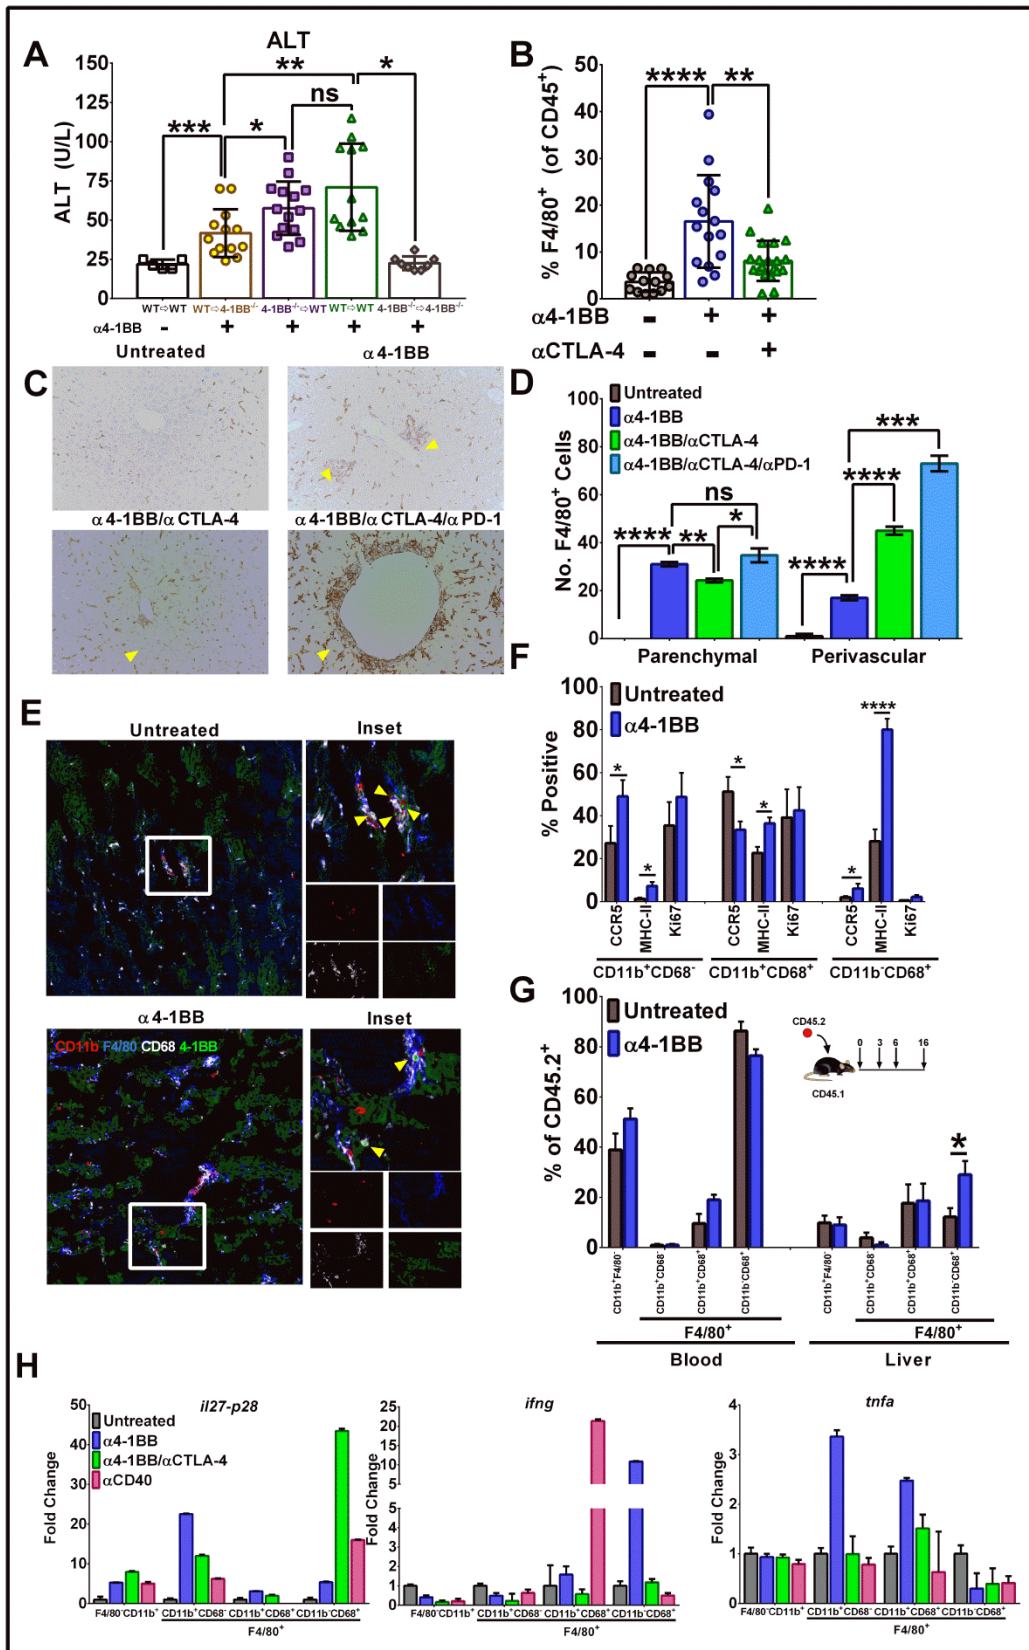 A
ALT
ALT (U/L)
150
125
100
75
50
25
0
***
*
**
ns
*
WT⇨WT
WT⇨4-1BB-/-
4-1BB-/-⇨WT
WT⇨WT
4-1BB-/-⇨4-1BB-/-
α4-1BB - + + + +
B
% F4/80+ (of CD45+)
50
40
30
20
10
0
****
**
α4-1BB - + +
αCTLA-4 - - +
C
Untreated
α4-1BB
α4-1BB/αCTLA-4
α4-1BB/αCTLA-4/αPD-1
D
Untreated
α4-1BB
α4-1BB/αCTLA-4
α4-1BB/αCTLA-4/αPD-1
No. F4/80+ Cells
100
80
60
40
20
0
****
**
*
ns
****
****
***
Parenchymal
Perivascular
E
Untreated
Inset
α4-1BB
Inset
CD11b F4/80 CD68 4-1BB
F
Untreated
α4-1BB
% Positive
100
80
60
40
20
0
*
*
*
*
*
****
CCR5
MHC-II
Ki67
CCR5
MHC-II
Ki67
CCR5
MHC-II
Ki67
CD11b+CD68-
CD11b+CD68+
CD11b-CD68+
G
Untreated
α4-1BB
% of CD45.2+
100
80
60
40
20
0
CD45.2
CD45.1
0 3 6 16
*
CD11b+F4/80-
CD11b+CD68-
CD11b+CD68+
CD11b-CD68+
CD11b+F4/80-
CD11b+CD68-
CD11b+CD68+
CD11b-CD68+
F4/80+
F4/80+
Blood
Liver
H
il27-p28
Untreated
α4-1BB
α4-1BB/αCTLA-4
αCD40
Fold Change
50
40
30
20
10
0
F4/80-CD11b+
CD11b+CD68-
CD11b+CD68+
CD11b-CD68+
F4/80+
ifng
Fold Change
25
20
15
10
5
4
3
2
1
0
F4/80-CD11b+
CD11b+CD68-
CD11b+CD68+
CD11b-CD68+
F4/80+
tnfa
Fold Change
4
3
2
1
0
F4/80-CD11b+
CD11b+CD68-
CD11b+CD68+
CD11b-CD68+
F4/80+